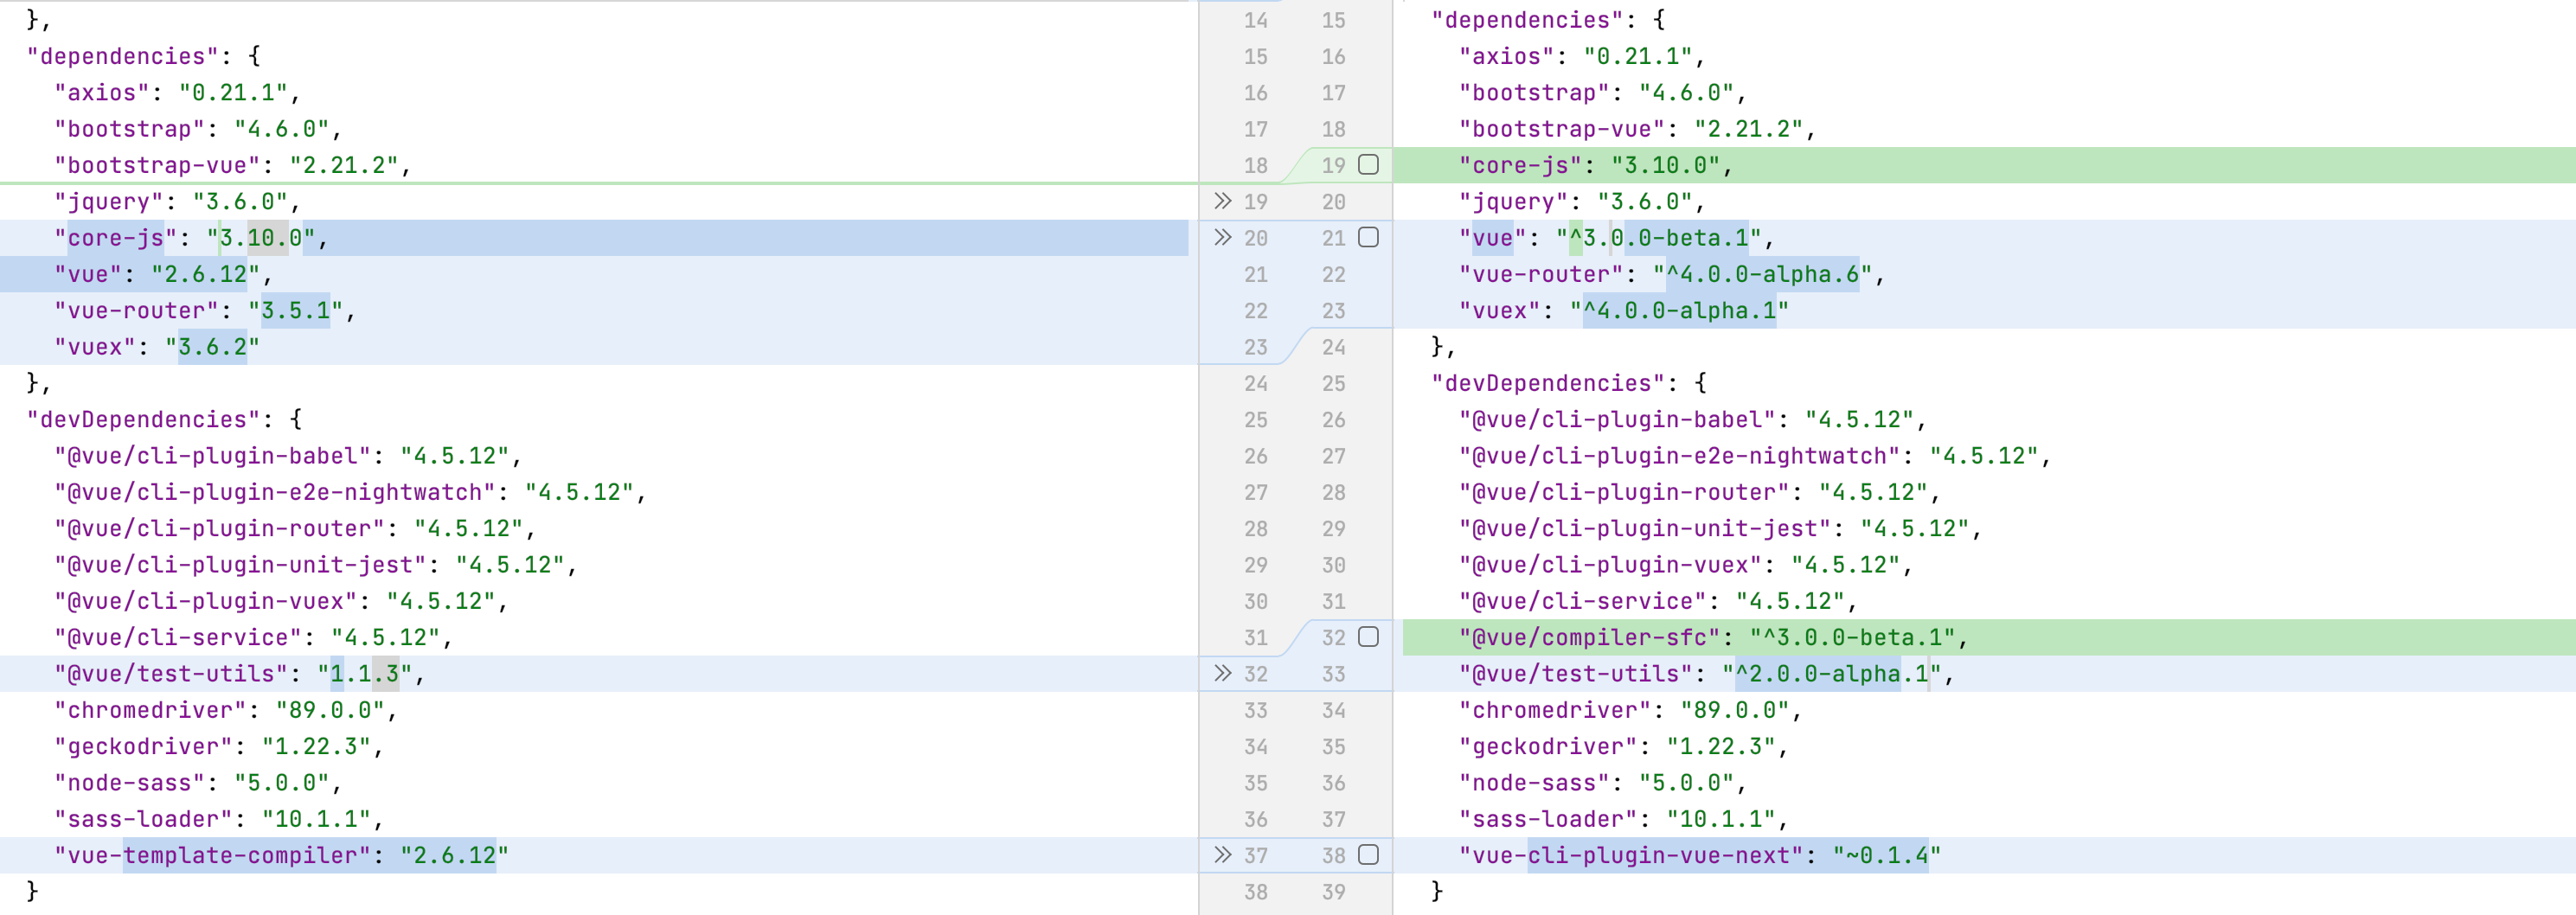 },
"dependencies": {
"axios": "0.21.1",
"bootstrap": "4.6.0",
"bootstrap-vue": "2.21.2",
"jquery": "3.6.0",
"core-js": "3.10.0",
"vue": "2.6.12",
"vue-router": "3.5.1",
"vuex": "3.6.2"
},
"devDependencies": {
"@vue/cli-plugin-babel": "4.5.12",
"@vue/cli-plugin-e2e-nightwatch": "4.5.12",
"@vue/cli-plugin-router": "4.5.12",
"@vue/cli-plugin-unit-jest": "4.5.12",
"@vue/cli-plugin-vuex": "4.5.12",
"@vue/cli-service": "4.5.12",
"@vue/test-utils": "1.1.3",
"chromedriver": "89.0.0",
"geckodriver": "1.22.3",
"node-sass": "5.0.0",
"sass-loader": "10.1.1",
"vue-template-compiler": "2.6.12"
}
14 15
15 16
16 17
17 18
18 19
>> 19 20
>> 20 21
21 22
22 23
23 24
24 25
25 26
26 27
27 28
28 29
29 30
30 31
31 32
>> 32 33
33 34
34 35
35 36
36 37
>> 37 38
38 39
"dependencies": {
"axios": "0.21.1",
"bootstrap": "4.6.0",
"bootstrap-vue": "2.21.2",
"core-js": "3.10.0",
"jquery": "3.6.0",
"vue": "^3.0.0-beta.1",
"vue-router": "^4.0.0-alpha.6",
"vuex": "^4.0.0-alpha.1"
},
"devDependencies": {
"@vue/cli-plugin-babel": "4.5.12",
"@vue/cli-plugin-e2e-nightwatch": "4.5.12",
"@vue/cli-plugin-router": "4.5.12",
"@vue/cli-plugin-unit-jest": "4.5.12",
"@vue/cli-plugin-vuex": "4.5.12",
"@vue/cli-service": "4.5.12",
"@vue/compiler-sfc": "^3.0.0-beta.1",
"@vue/test-utils": "^2.0.0-alpha.1",
"chromedriver": "89.0.0",
"geckodriver": "1.22.3",
"node-sass": "5.0.0",
"sass-loader": "10.1.1",
"vue-cli-plugin-vue-next": "~0.1.4"
}